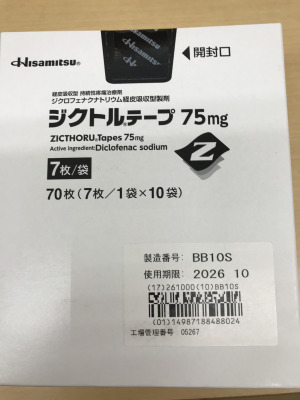 Hisamitsu®
開封口
経皮吸収型 持続性疼痛治療剤
ジクロフェナクナトリウム経皮吸収型製剤
ジクトルテープ 75mg
ZICTHORU®Tapes 75mg
Active ingredient:Diclofenac sodium
Z
7枚/袋
70枚(7枚/1袋×10袋)
製造番号: BB10S
使用期限: 2026 10
(17)261000(10)BB10S
(01)14987188488024
工場管理番号 05267